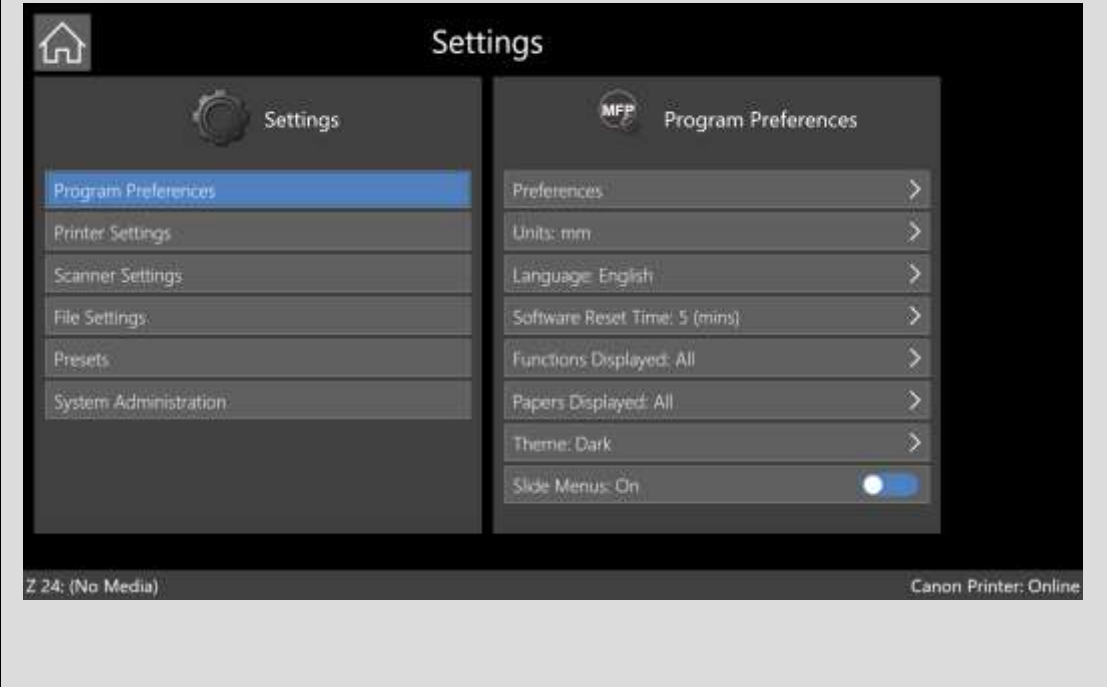 Settings
Settings
Program Preferences
Printer Settings
Scanner Settings
File Settings
Presets
System Administration
MFP
Program Preferences
Preferences
Units: mm
Language: English
Software Reset Time: 5 (mins)
Functions Displayed: All
Papers Displayed: All
Theme: Dark
Slide Menus: On
Z 24: (No Media)
Canon Printer: Online